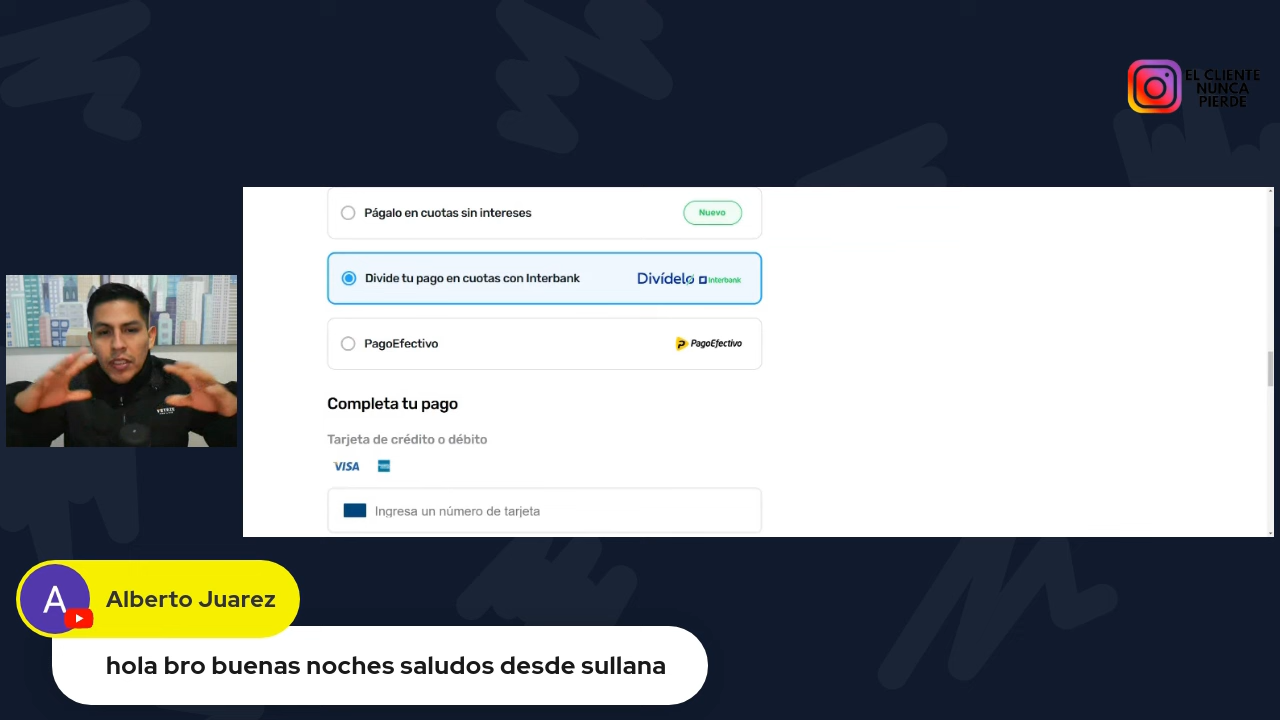 EL CLIENTE
NUNCA
PIERDE
Págalo en cuotas sin intereses
Nuevo
Divide tu pago en cuotas con Interbank
Divídelo interbank
PagoEfectivo
PagoEfectivo
Completa tu pago
Tarjeta de crédito o débito
VISA
Ingresa un número de tarjeta
A
Alberto Juarez
hola bro buenas noches saludos desde sullana